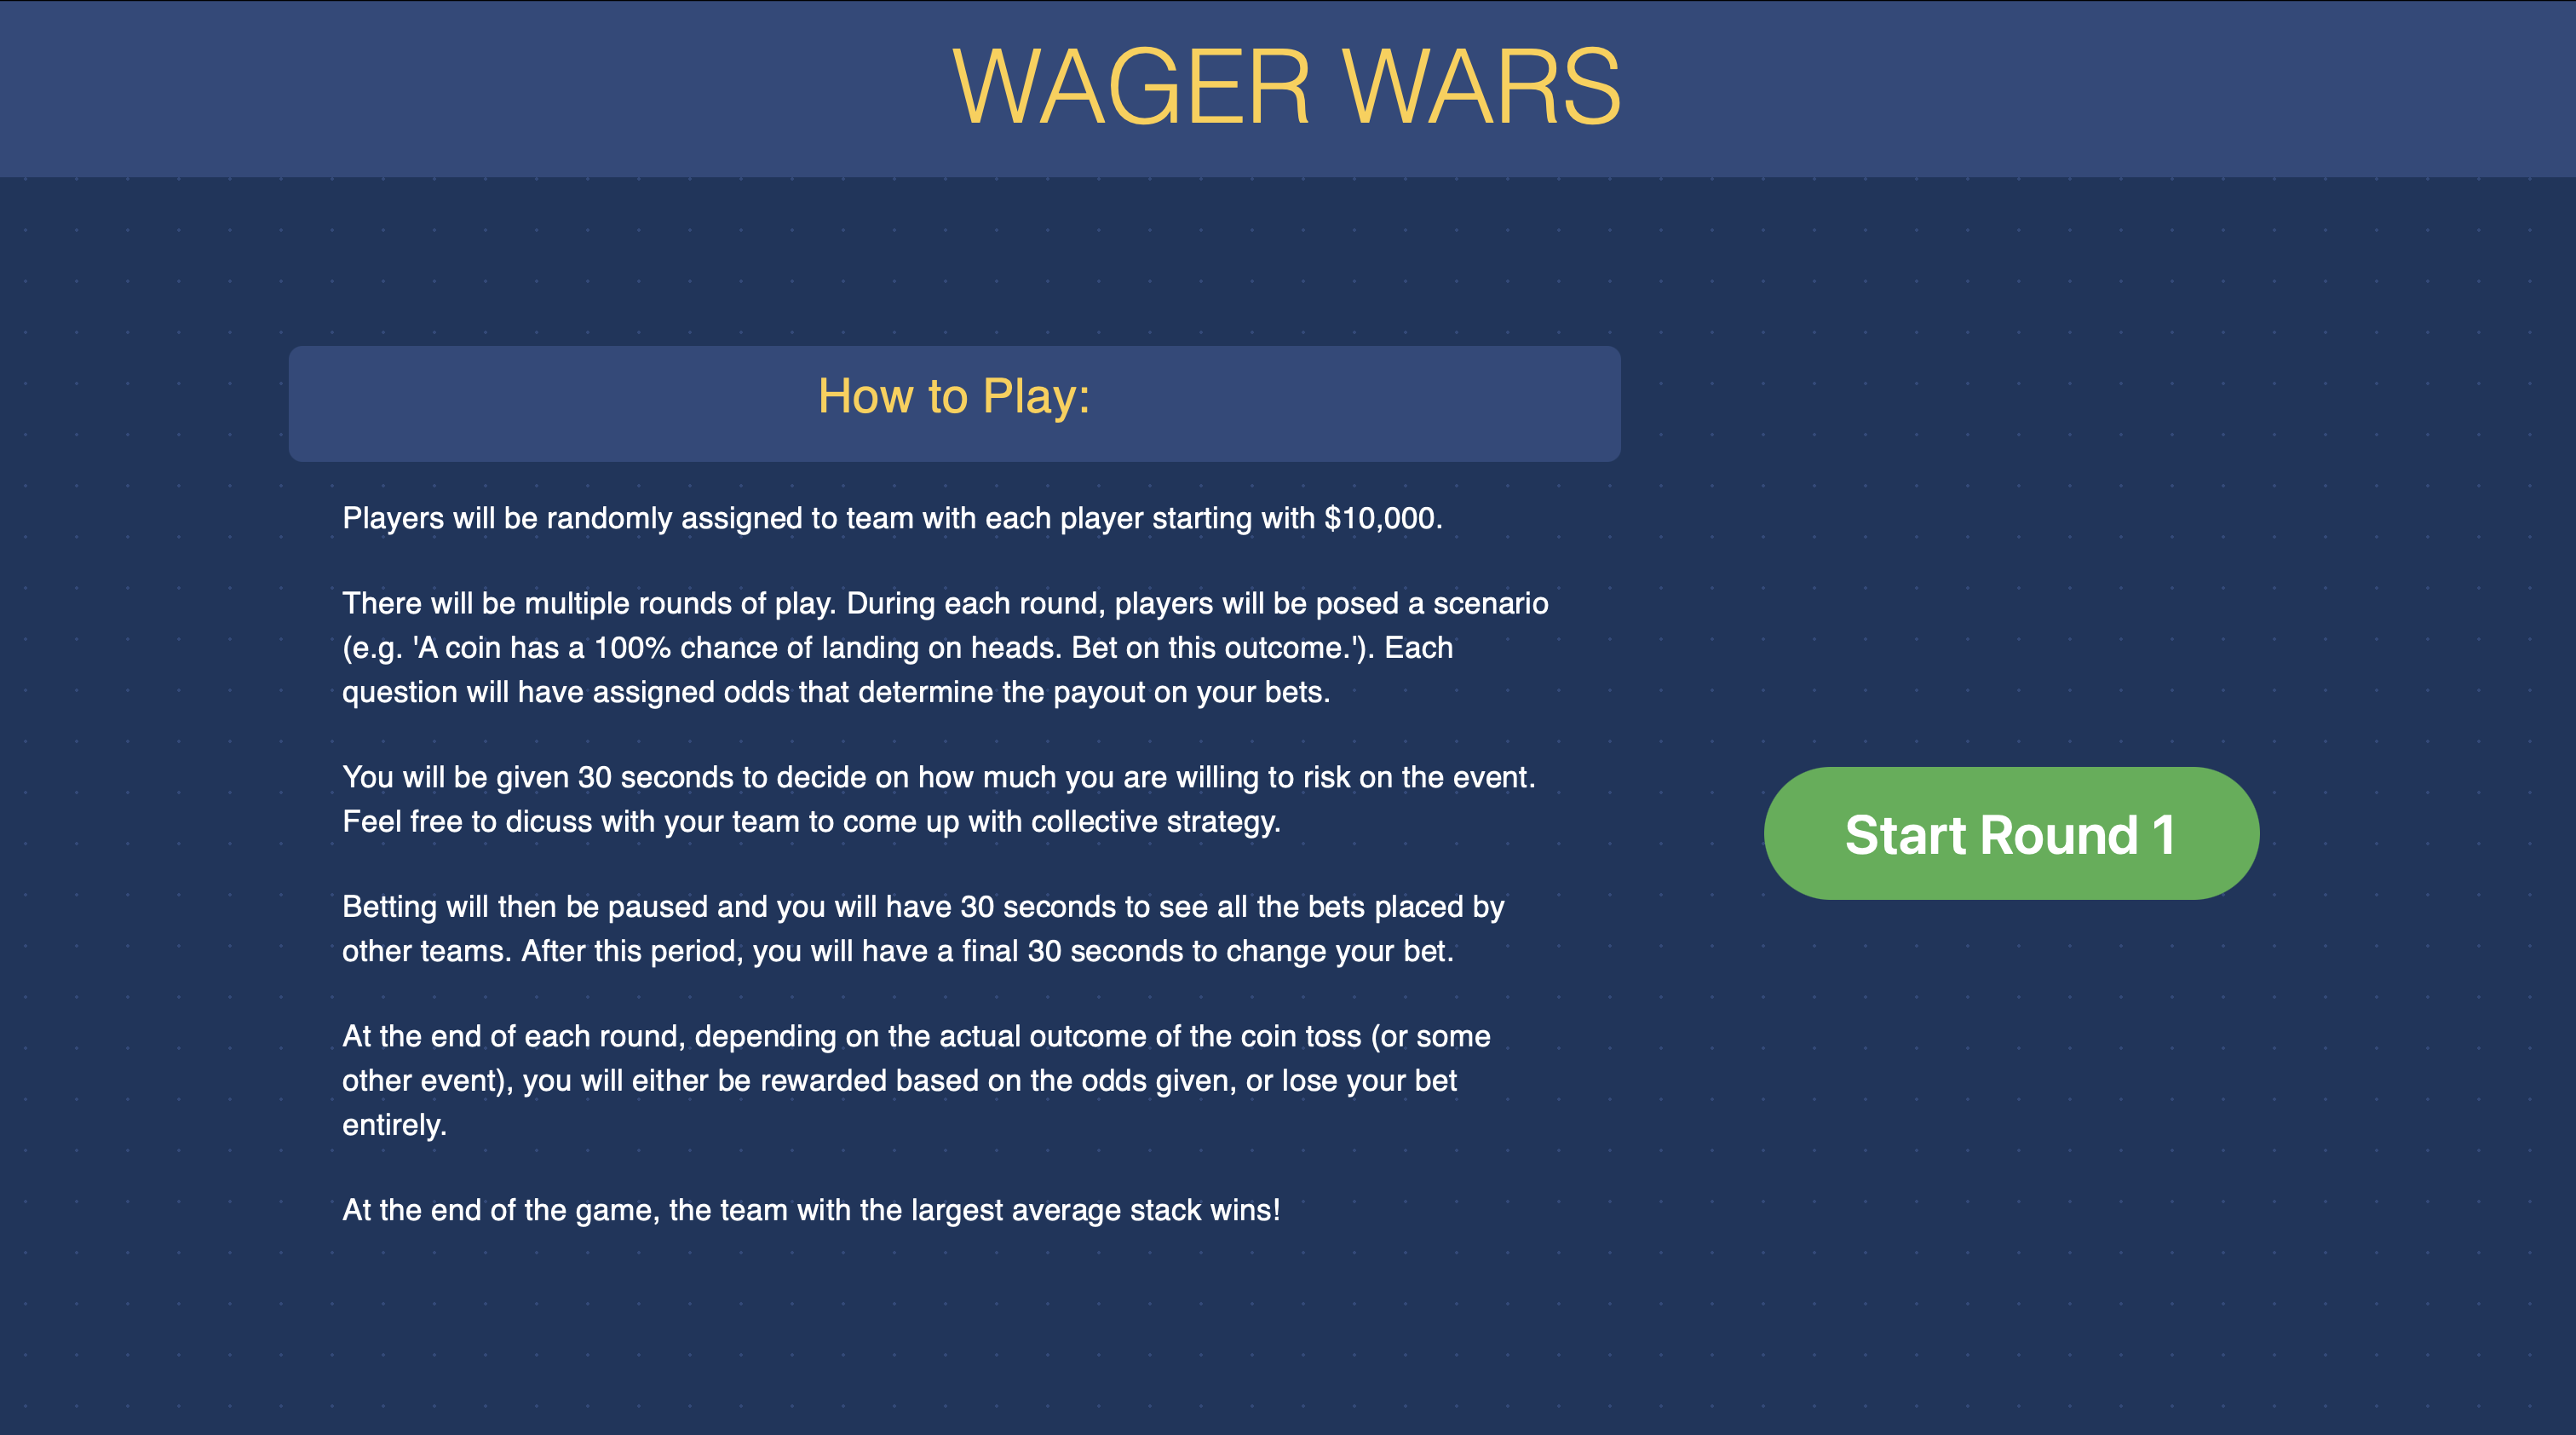 WAGER WARS
How to Play:
Players will be randomly assigned to team with each player starting with $10,000.
There will be multiple rounds of play. During each round, players will be posed a scenario
(e.g. 'A coin has a 100% chance of landing on heads. Bet on this outcome.'). Each
question will have assigned odds that determine the payout on your bets.
You will be given 30 seconds to decide on how much you are willing to risk on the event.
Feel free to dicuss with your team to come up with collective strategy.
Betting will then be paused and you will have 30 seconds to see all the bets placed by
other teams. After this period, you will have a final 30 seconds to change your bet.
At the end of each round, depending on the actual outcome of the coin toss (or some
other event), you will either be rewarded based on the odds given, or lose your bet
entirely.
At the end of the game, the team with the largest average stack wins!
Start Round 1